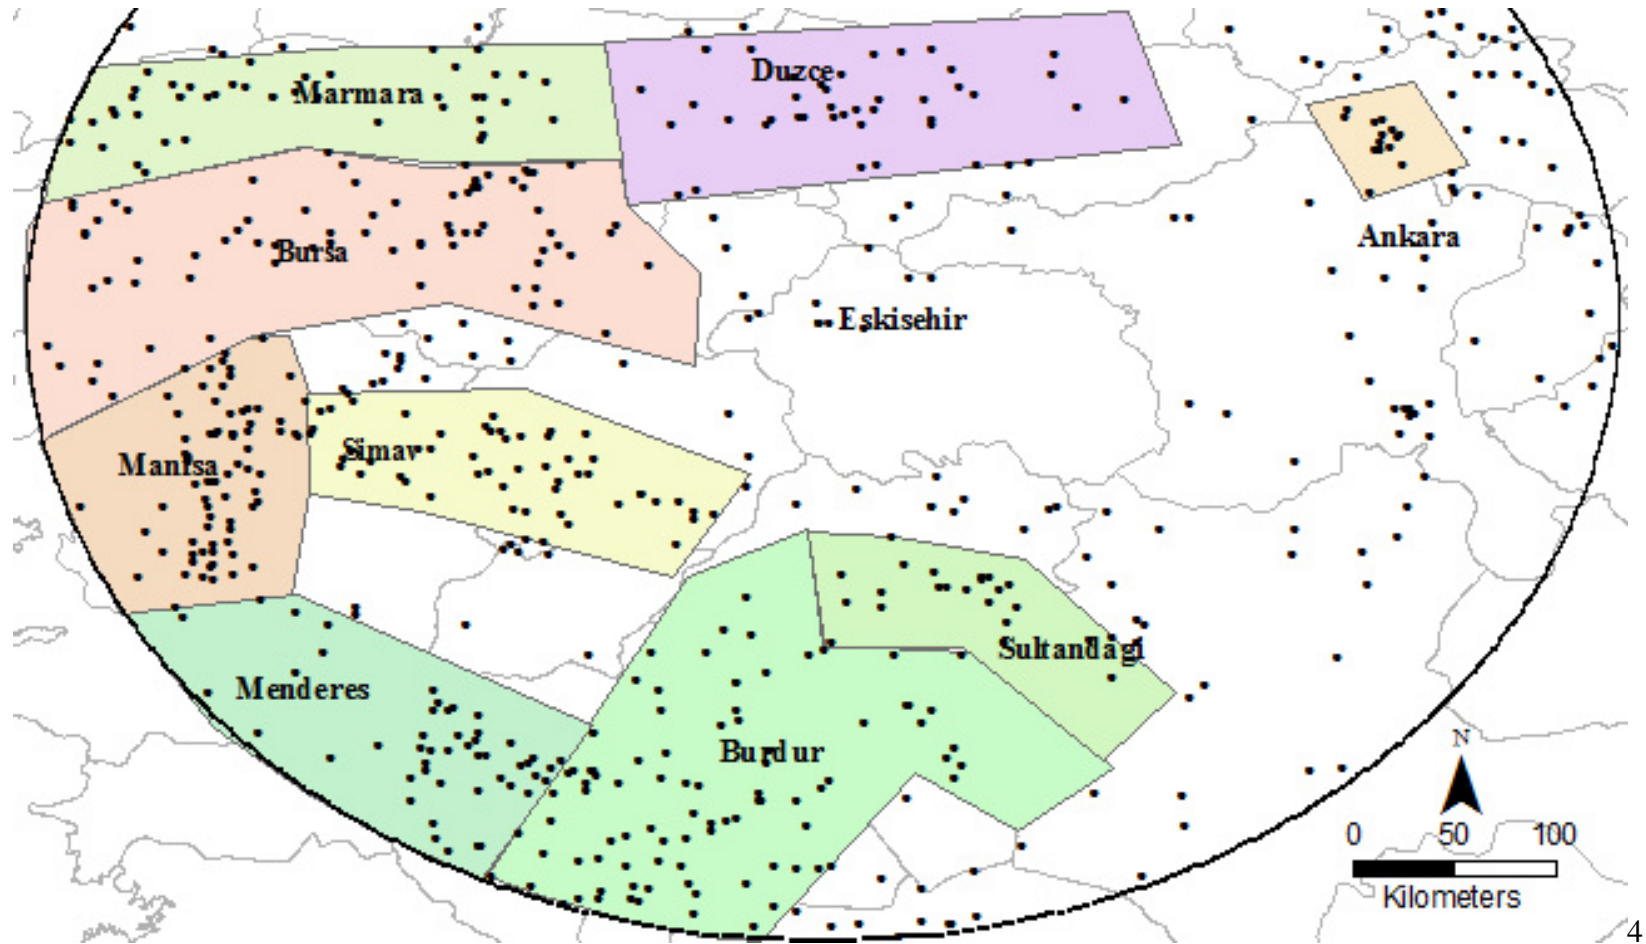 Duzce
Marmara
Ankara
Bursa
Eskisehir
Simav
Manisa
Sultandagi
Menderes
Burdur
N
0 50 100
Kilometers
4